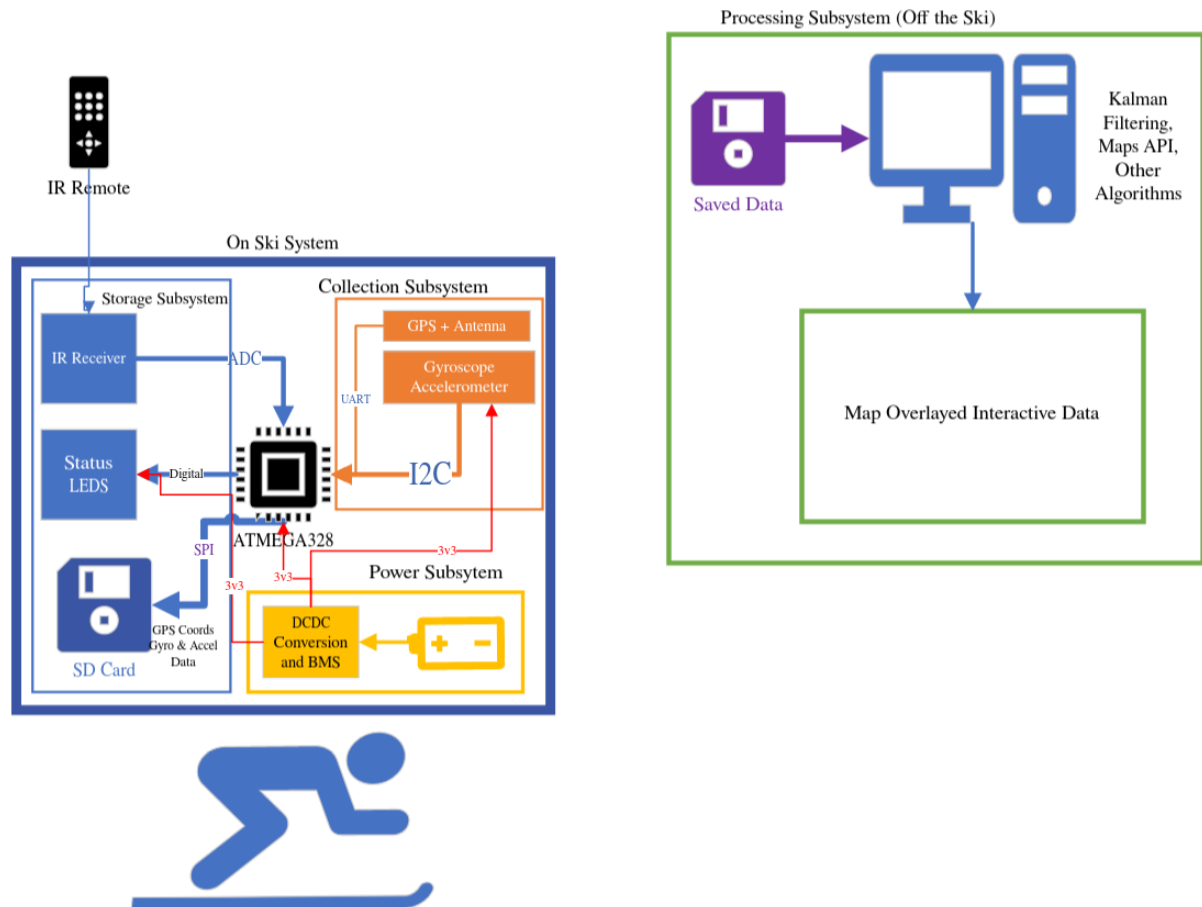 Processing Subsystem (Off the Ski)
Kalman
Filtering,
Maps API,
Other
Algorithms
Saved Data
Map Overlayed Interactive Data
IR Remote
On Ski System
Storage Subsystem
Collection Subsystem
IR Receiver
ADC
GPS + Antenna
Gyroscope
Accelerometer
UART
Status
LEDS
Digital
I2C
ATMEGA328
SPI
3v3
3v3
3v3
Power Subsytem
GPS Coords
Gyro & Accel
Data
SD Card
DCDC
Conversion
and BMS
+ -